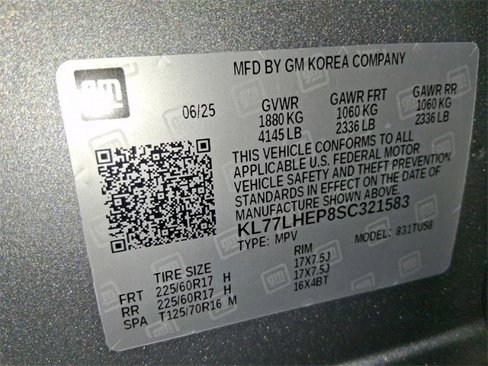 gm
MFD BY GM KOREA COMPANY
06/25
GVWR GAWR FRT GAWR RR
1880 KG 1060 KG 1060 KG
4145 LB 2336 LB 2336 LB
THIS VEHICLE CONFORMS TO ALL
APPLICABLE U.S. FEDERAL MOTOR
VEHICLE SAFETY AND THEFT PREVENTION
STANDARDS IN EFFECT ON THE DATE OF
MANUFACTURE SHOWN ABOVE.
KL77LHEP8SC321583
TYPE: MPV MODEL: 831TU58
TIRE SIZE RIM
FRT 225/60R17 H 17X7.5J
RR 225/60R17 H 17X7.5J
SPA T125/70R16 M 16X4BT